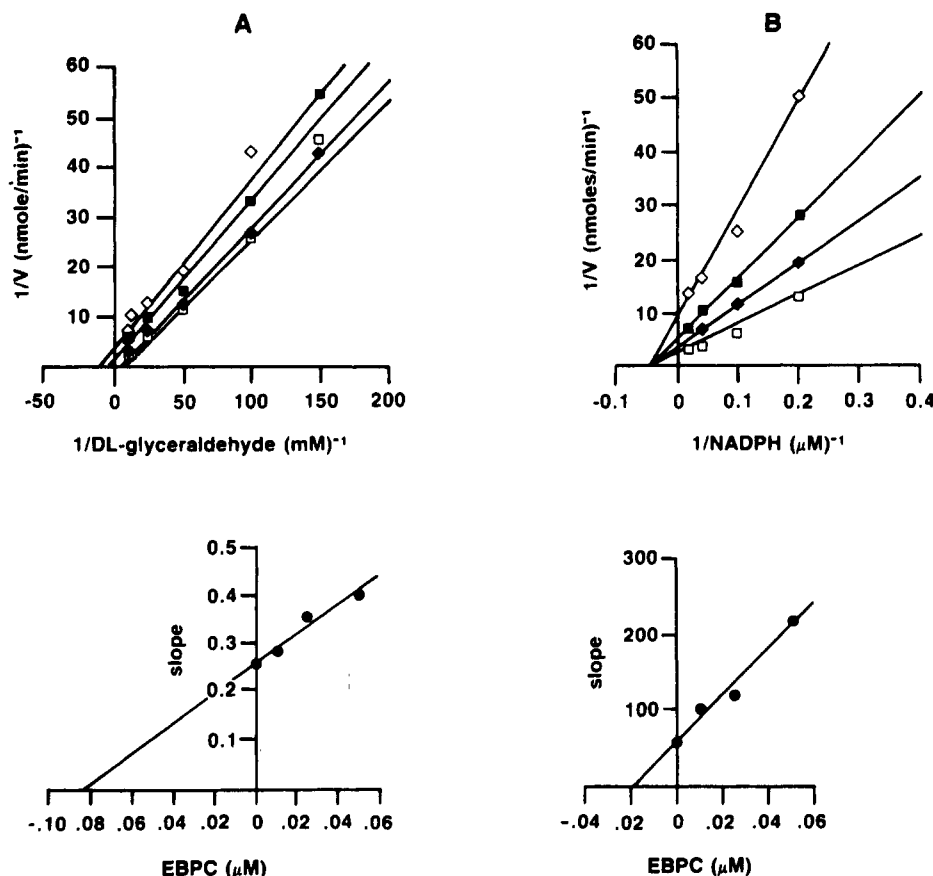 A
60
50
40
30
20
10
1/V (nmole/min)⁻¹
-50 0 50 100 150 200
1/DL-glyceraldehyde (mM)⁻¹
B
60
50
40
30
20
10
1/V (nmoles/min)⁻¹
-0.1 0 0.1 0.2 0.3 0.4
1/NADPH (μM)⁻¹
0.5
0.4
0.3
0.2
0.1
slope
-.10 .08 .06 .04 .02 0 .02 .04 .06
EBPC (μM)
300
200
100
slope
-.04 .02 0 .02 .04 .06
EBPC (μM)